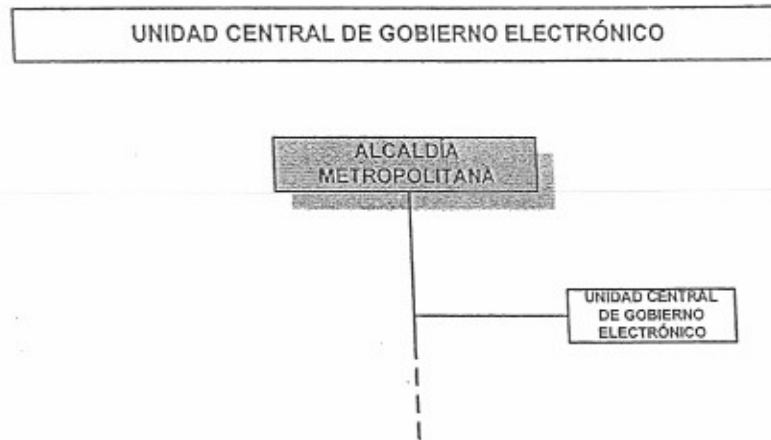 UNIDAD CENTRAL DE GOBIERNO ELECTRÓNICO
ALCALDÍA
METROPOLITANA
UNIDAD CENTRAL
DE GOBIERNO
ELECTRÓNICO